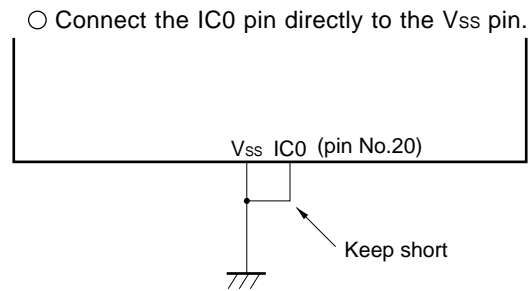 ○ Connect the IC0 pin directly to the Vss pin.
Vss IC0 (pin No.20)
Keep short